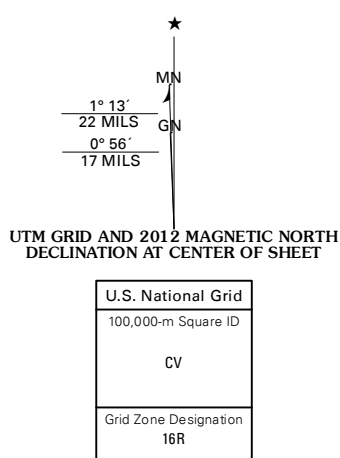 ★
MN
1° 13´
22 MILS
GN
0° 56´
17 MILS
UTM GRID AND 2012 MAGNETIC NORTH
DECLINATION AT CENTER OF SHEET
U.S. National Grid
100,000-m Square ID
CV
Grid Zone Designation
16R